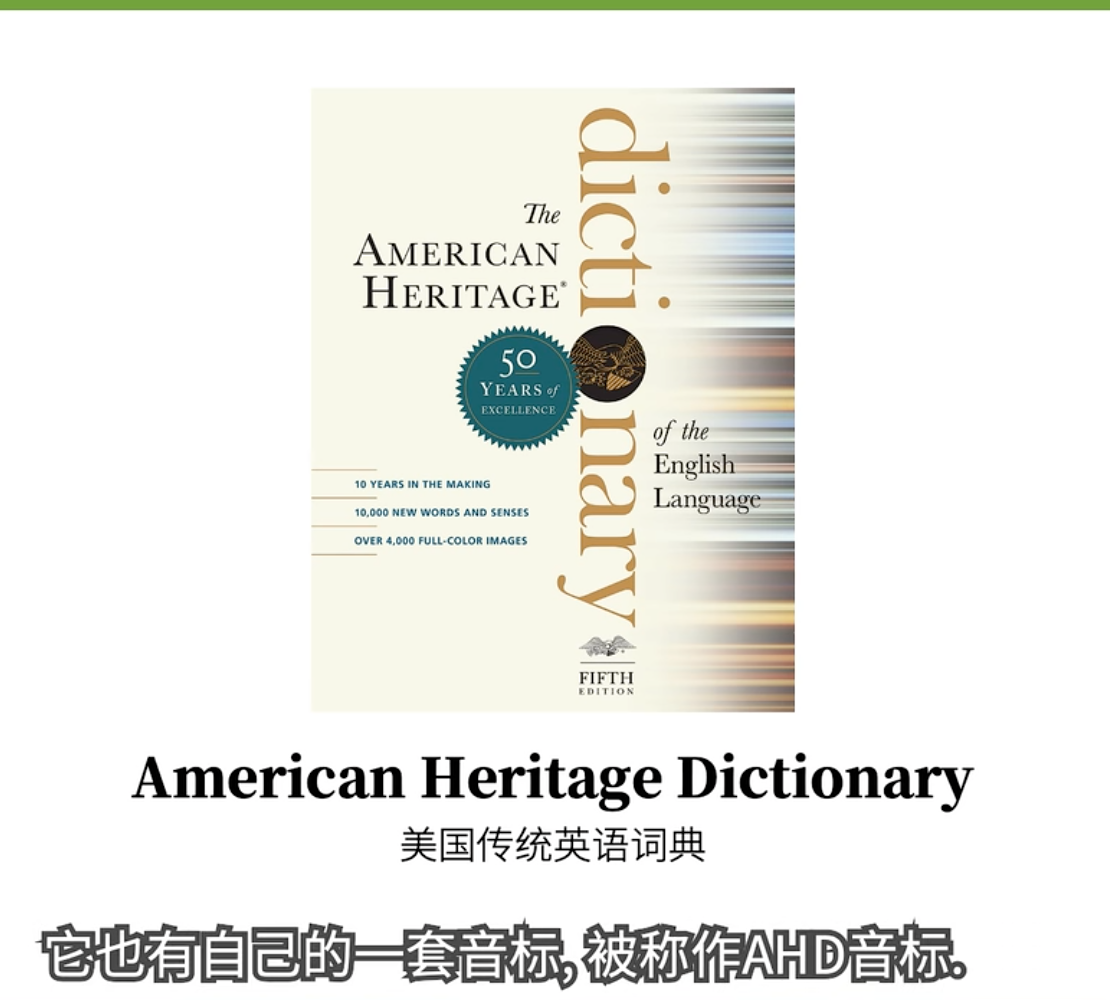 The
AMERICAN
HERITAGE®
dictionary
50
YEARS of
EXCELLENCE
of the
English
Language
10 YEARS IN THE MAKING
10,000 NEW WORDS AND SENSES
OVER 4,000 FULL-COLOR IMAGES
FIFTH
EDITION
American Heritage Dictionary
美国传统英语词典
它也有自己的一套音标,被称作AHD音标.